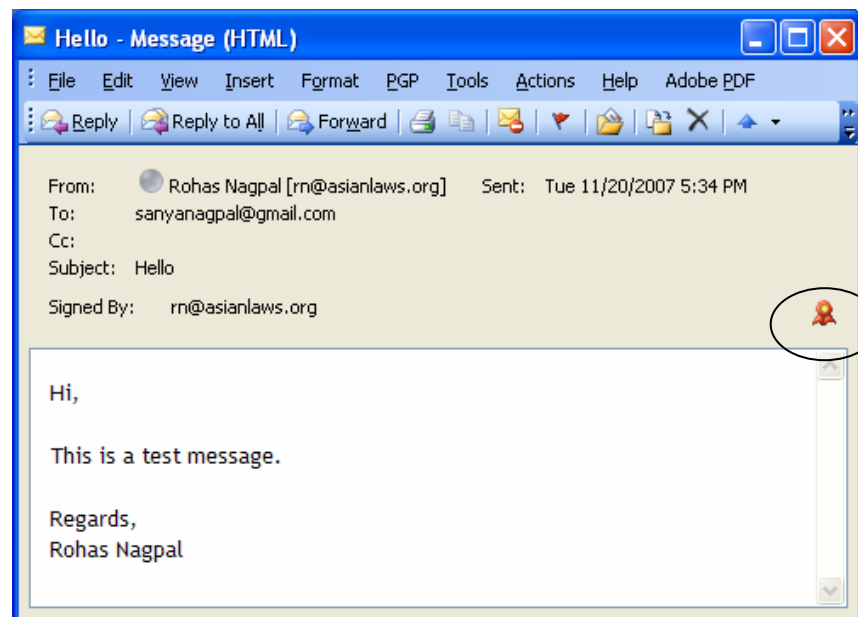 Hello - Message (HTML)
File Edit View Insert Format PGP Tools Actions Help Adobe PDF
Reply Reply to All Forward
From: Rohas Nagpal [rn@asianlaws.org] Sent: Tue 11/20/2007 5:34 PM
To: sanyanagpal@gmail.com
Cc:
Subject: Hello
Signed By: rn@asianlaws.org
Hi,
This is a test message.
Regards,
Rohas Nagpal